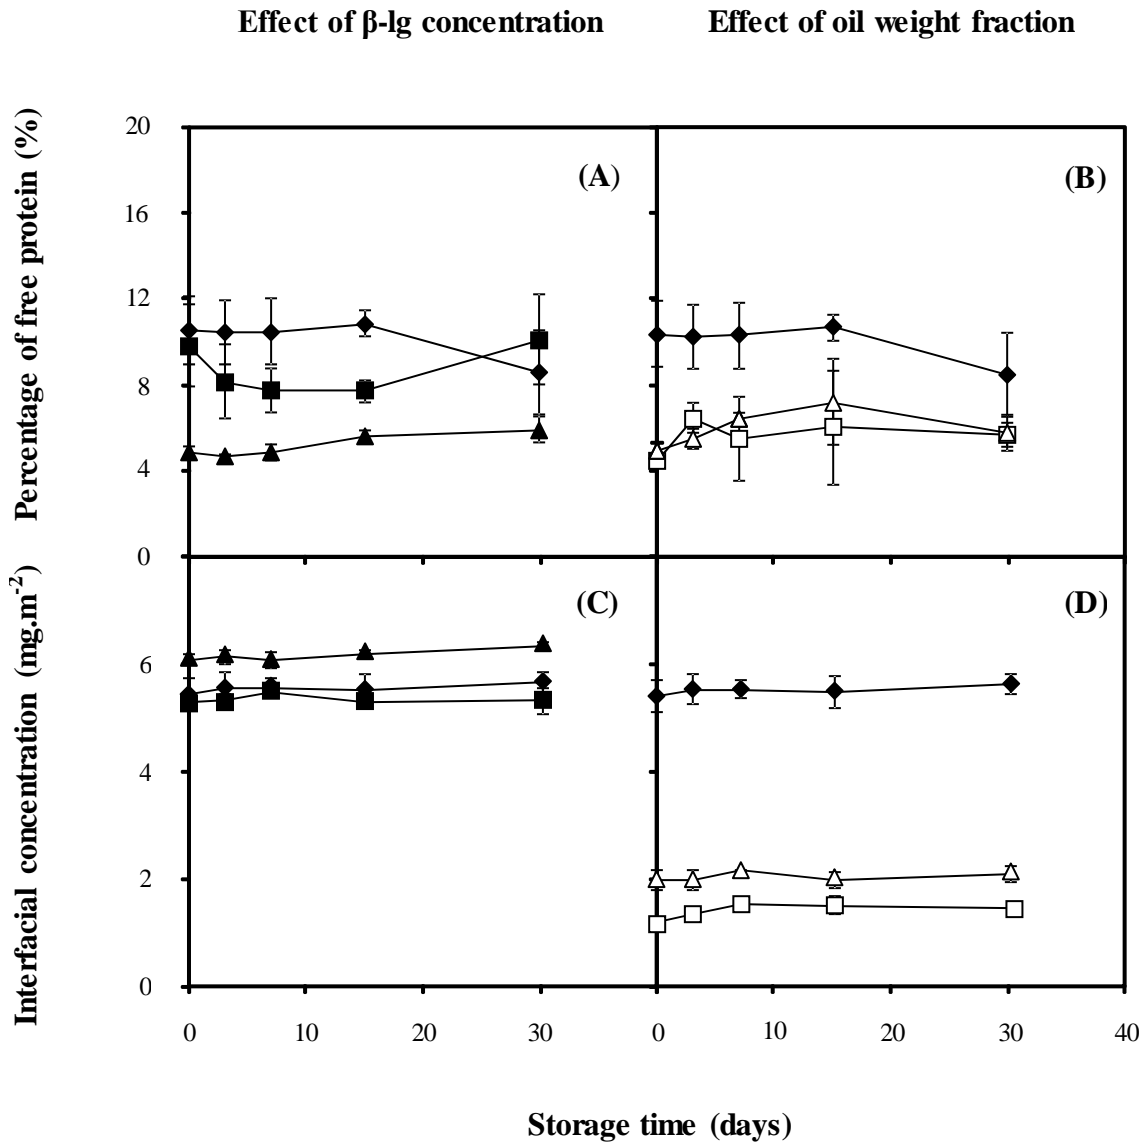 Effect of β-lg concentration Effect of oil weight fraction
Percentage of free protein (%)
20
16
12
8
4
0
(A)
(B)
Interfacial concentration (mg.m-2)
6
4
2
0
(C)
(D)
0 10 20 30 0 10 20 30 40
Storage time (days)